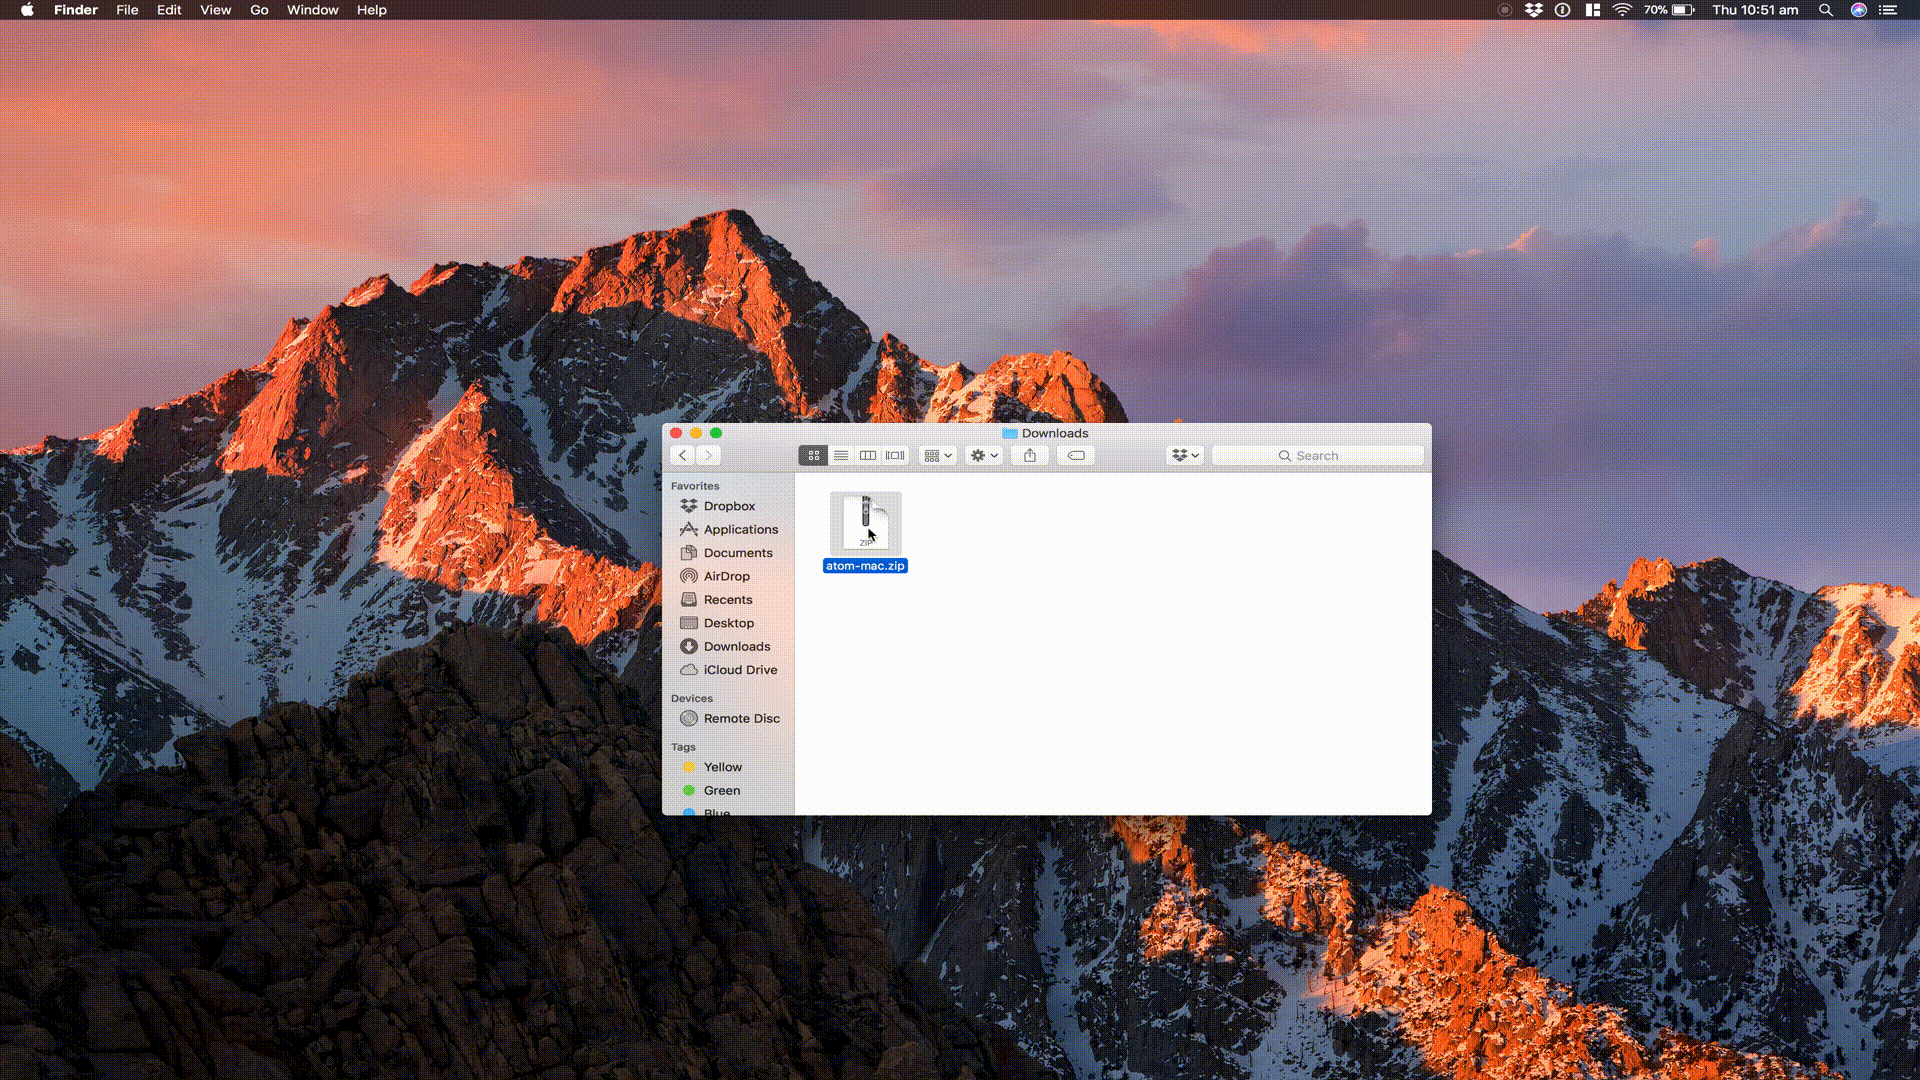 Finder File Edit View Go Window Help 70% Thu 10:51 am
Downloads
Search
Favorites
Dropbox
Applications
Documents
AirDrop
Recents
Desktop
Downloads
iCloud Drive
Devices
Remote Disc
Tags
Yellow
Green
Blue
ZIP
atom-mac.zip